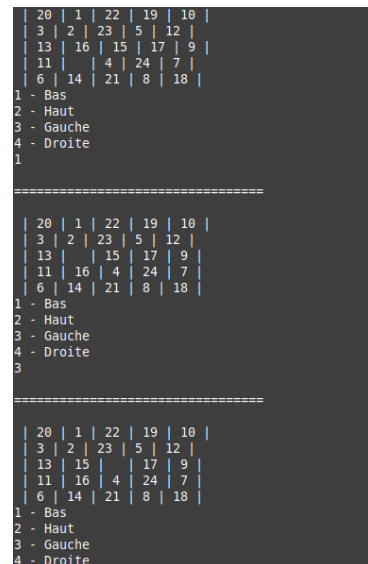 | 20 | 1 | 22 | 19 | 10 |
| 3 | 2 | 23 | 5 | 12 |
| 13 | 16 | 15 | 17 | 9 |
| 11 |   | 4 | 24 | 7 |
| 6 | 14 | 21 | 8 | 18 |
1 - Bas
2 - Haut
3 - Gauche
4 - Droite
1
=================================
| 20 | 1 | 22 | 19 | 10 |
| 3 | 2 | 23 | 5 | 12 |
| 13 |   | 15 | 17 | 9 |
| 11 | 16 | 4 | 24 | 7 |
| 6 | 14 | 21 | 8 | 18 |
1 - Bas
2 - Haut
3 - Gauche
4 - Droite
3
=================================
| 20 | 1 | 22 | 19 | 10 |
| 3 | 2 | 23 | 5 | 12 |
| 13 | 15 |   | 17 | 9 |
| 11 | 16 | 4 | 24 | 7 |
| 6 | 14 | 21 | 8 | 18 |
1 - Bas
2 - Haut
3 - Gauche
4 - Droite